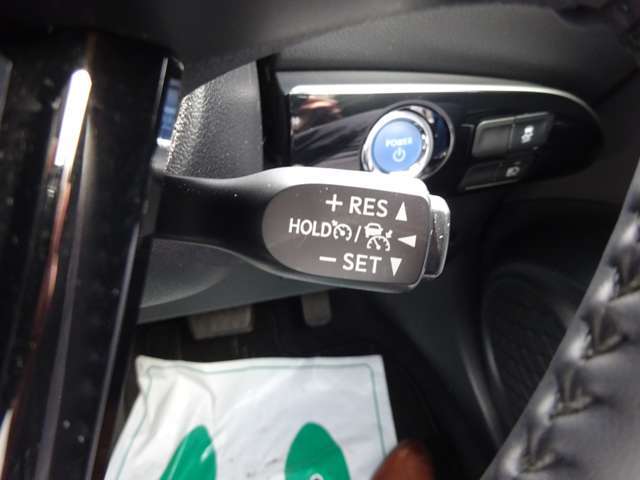 POWER
+ RES ▲
HOLD / ◀
− SET ▼